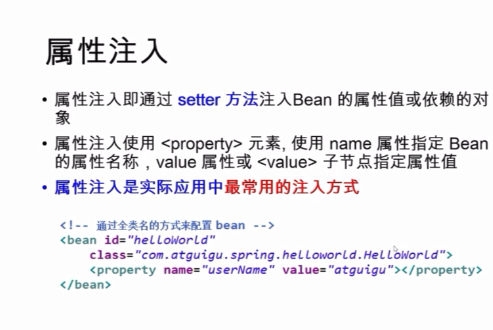 属性注入
• 属性注入即通过 setter 方法注入Bean 的属性值或依赖的对
象
• 属性注入使用 <property> 元素, 使用 name 属性指定 Bean
的属性名称，value 属性或 <value> 子节点指定属性值
• 属性注入是实际应用中最常用的注入方式
<!-- 通过全类名的方式来配置 bean -->
<bean id="helloWorld"
class="com.atguigu.spring.helloworld.HelloWorld">
<property name="userName" value="atguigu"></property>
</bean>